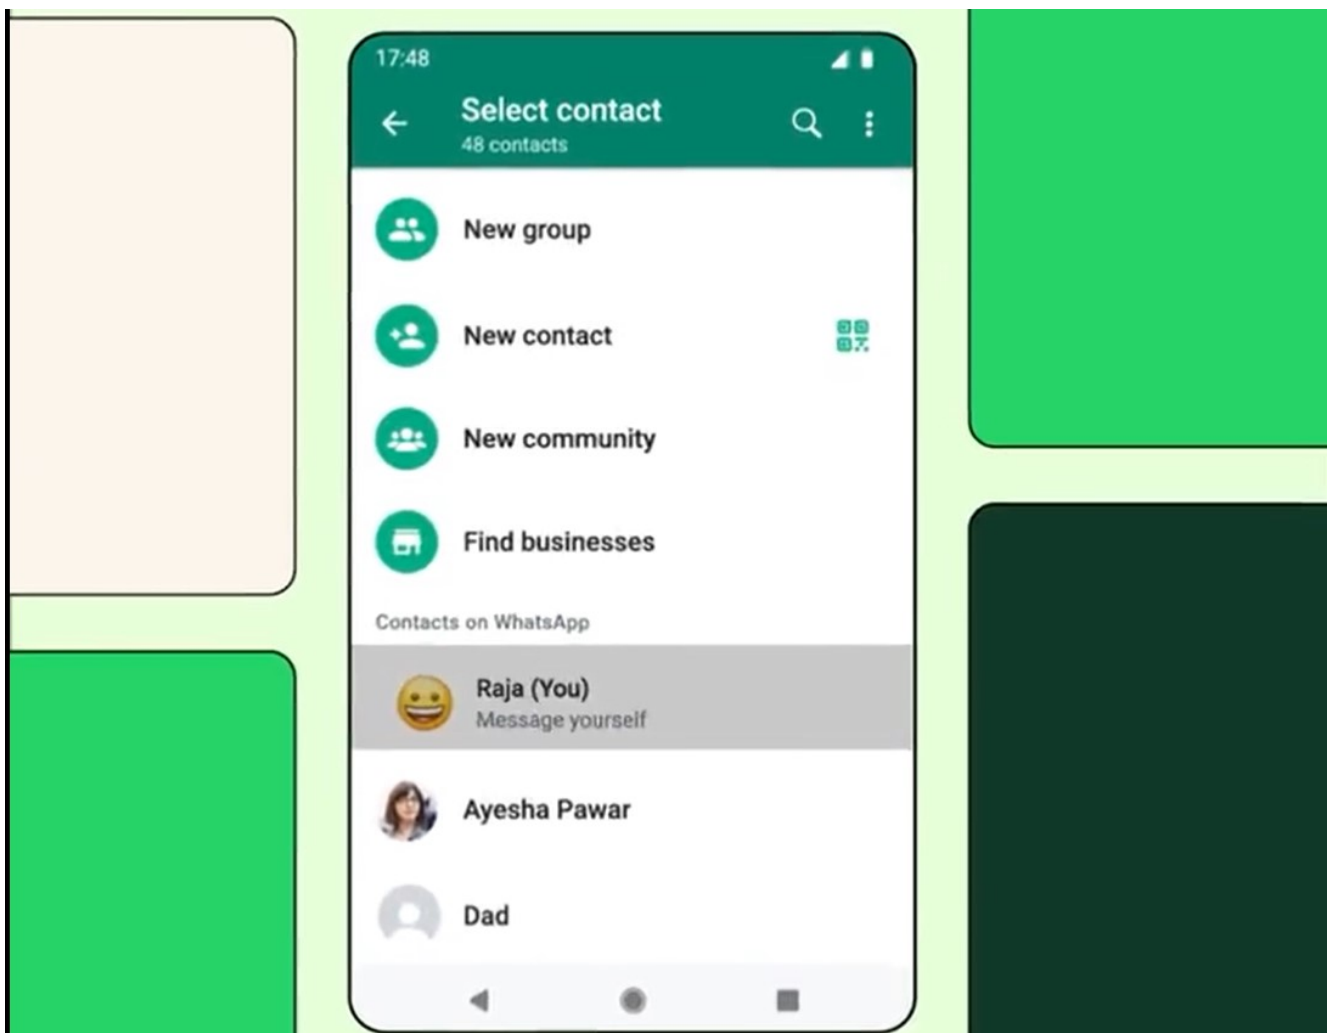 17:48
Select contact
48 contacts
New group
New contact
New community
Find businesses
Contacts on WhatsApp
Raja (You)
Message yourself
Ayesha Pawar
Dad